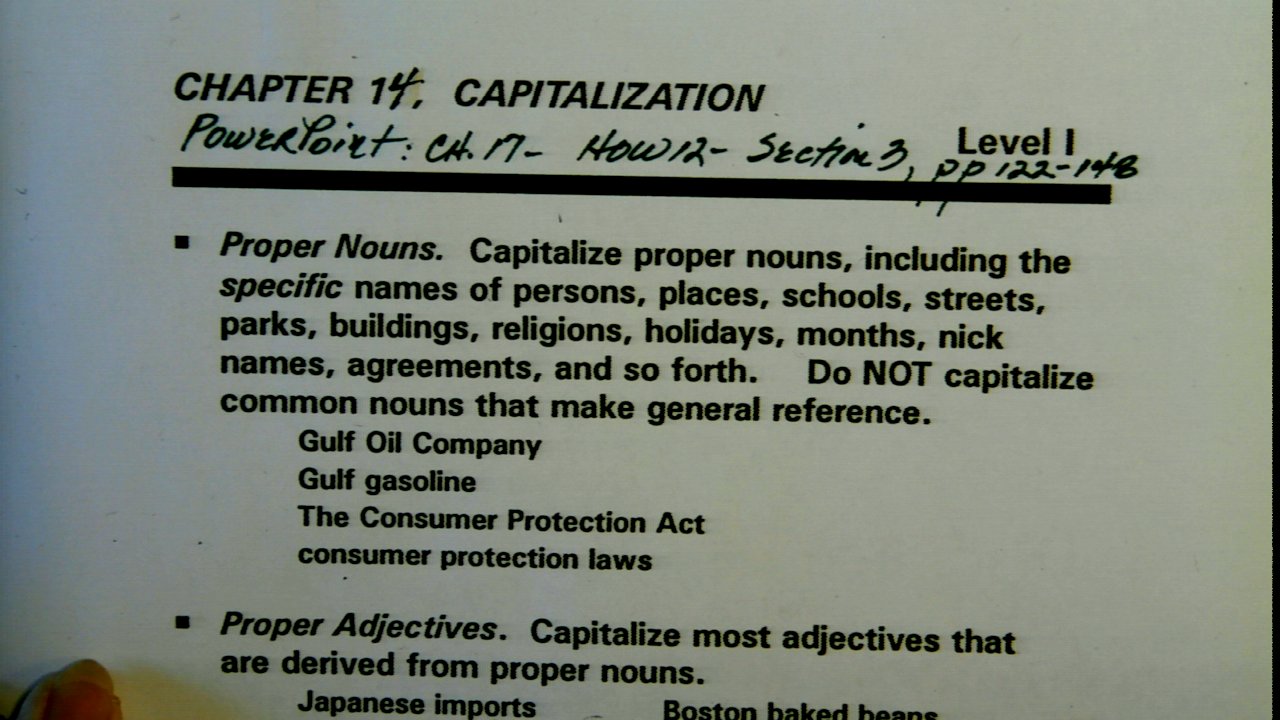 CHAPTER 14, CAPITALIZATION
PowerPoint: CH. 17- HOW12- Section 3, pp 122-148
Level I
▪ Proper Nouns. Capitalize proper nouns, including the
specific names of persons, places, schools, streets,
parks, buildings, religions, holidays, months, nick
names, agreements, and so forth. Do NOT capitalize
common nouns that make general reference.
Gulf Oil Company
Gulf gasoline
The Consumer Protection Act
consumer protection laws
▪ Proper Adjectives. Capitalize most adjectives that
are derived from proper nouns.
Japanese imports Boston baked beans